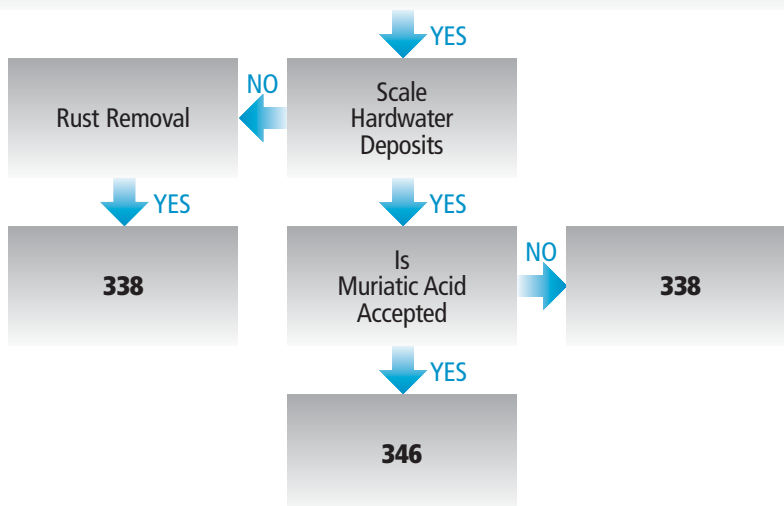 YES
NO
Rust Removal
Scale
Hardwater
Deposits
YES
YES
338
Is
Muriatic Acid
Accepted
NO
338
YES
346